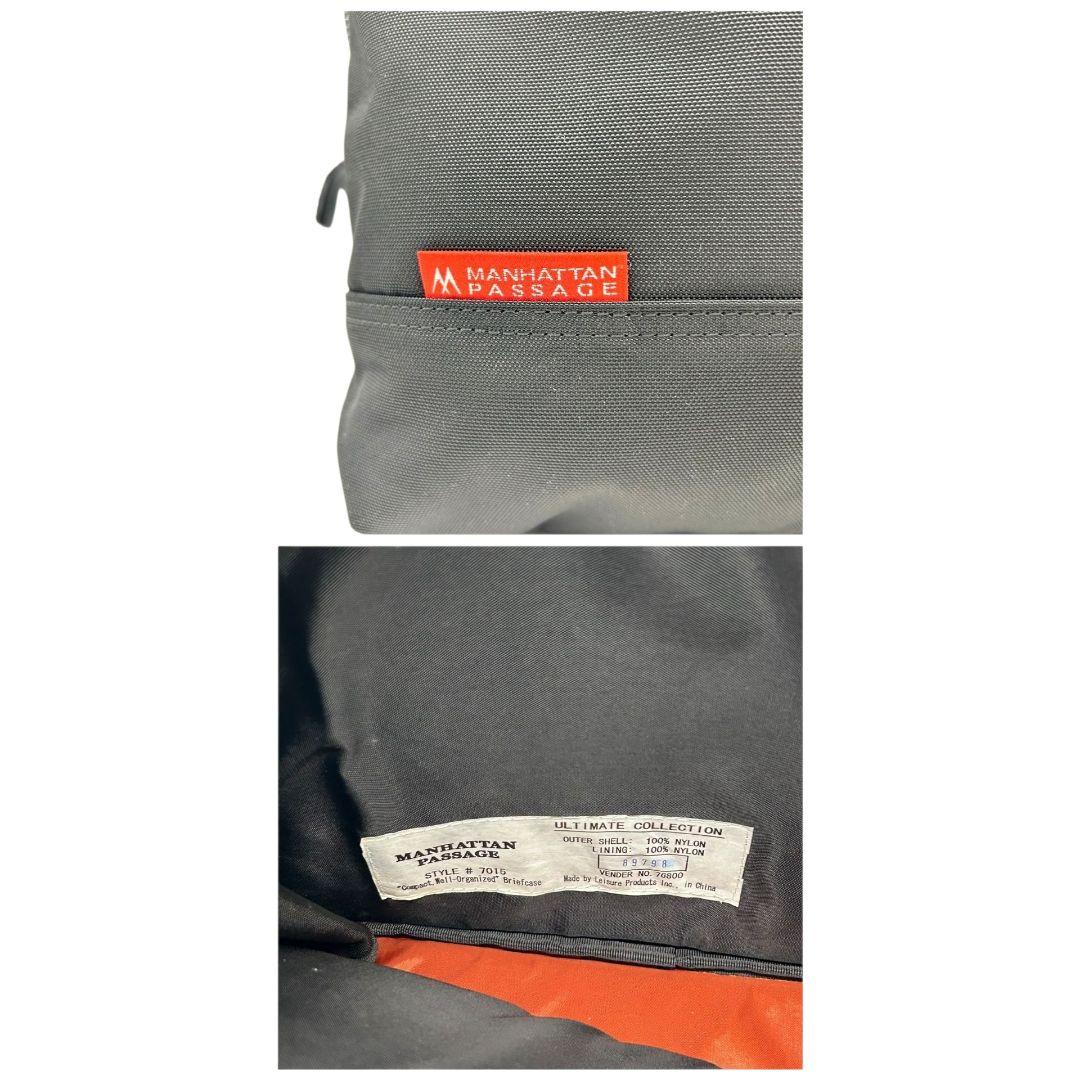 MANHATTAN™
PASSAGE
MANHATTAN
PASSAGE
STYLE # 7015
"Compact, Well-Organized" Briefcase
ULTIMATE COLLECTION
OUTER SHELL: 100% NYLON
LINING: 100% NYLON
89798
VENDER NO. 76800
Made by Leisure Products Inc., in China